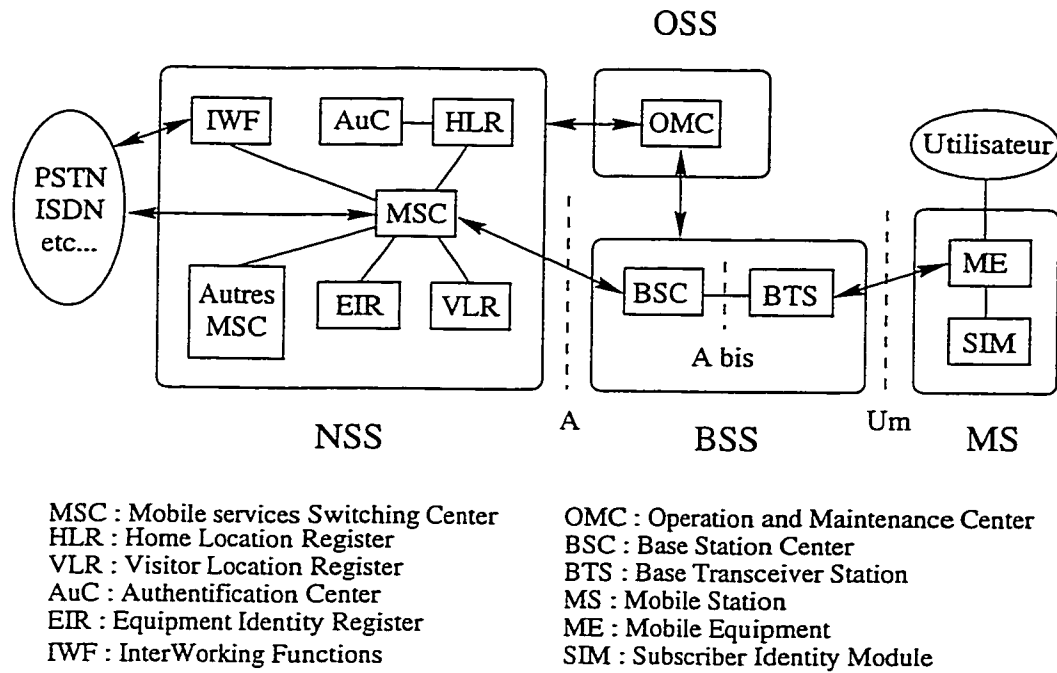 OSS
IWF
AuC
HLR
OMC
Utilisateur
PSTN
ISDN
etc...
MSC
ME
BSC
BTS
Autres
MSC
EIR
VLR
SIM
A bis
NSS
A
BSS
Um
MS
MSC : Mobile services Switching Center
HLR : Home Location Register
VLR : Visitor Location Register
AuC : Authentification Center
EIR : Equipment Identity Register
IWF : InterWorking Functions
OMC : Operation and Maintenance Center
BSC : Base Station Center
BTS : Base Transceiver Station
MS : Mobile Station
ME : Mobile Equipment
SIM : Subscriber Identity Module